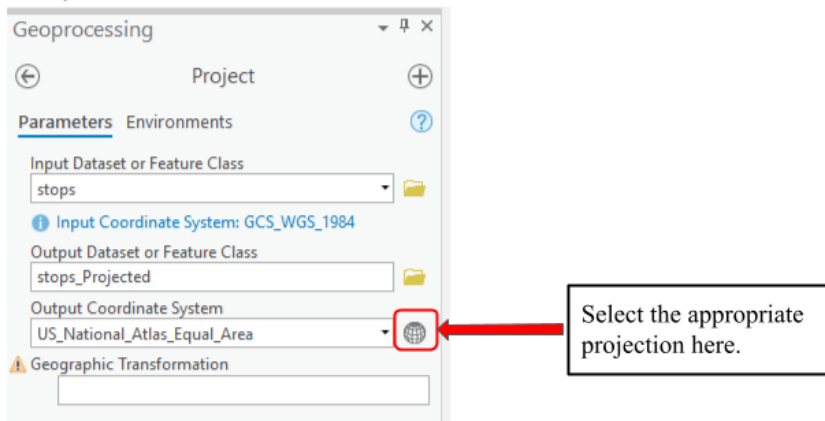 Geoprocessing
Project
Parameters Environments
Input Dataset or Feature Class
stops
Input Coordinate System: GCS_WGS_1984
Output Dataset or Feature Class
stops_Projected
Output Coordinate System
US_National_Atlas_Equal_Area
Geographic Transformation
Select the appropriate
projection here.